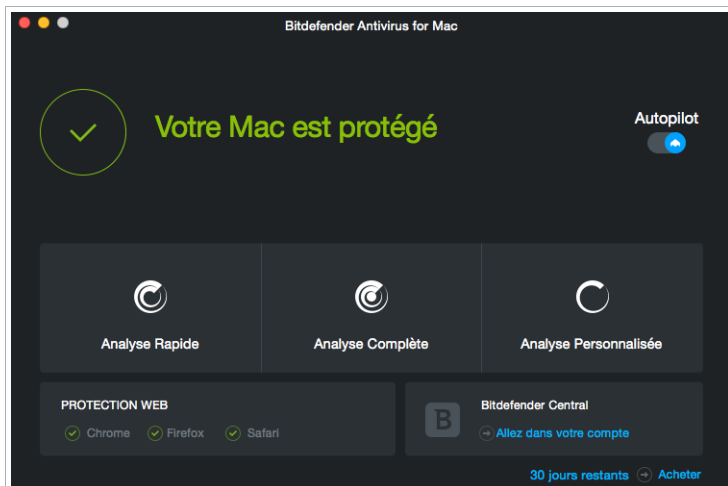 Bitdefender Antivirus for Mac
Votre Mac est protégé
Autopilot
Analyse Rapide
Analyse Complète
Analyse Personnalisée
PROTECTION WEB
Chrome Firefox Safari
B
Bitdefender Central
Allez dans votre compte
30 jours restants Acheter